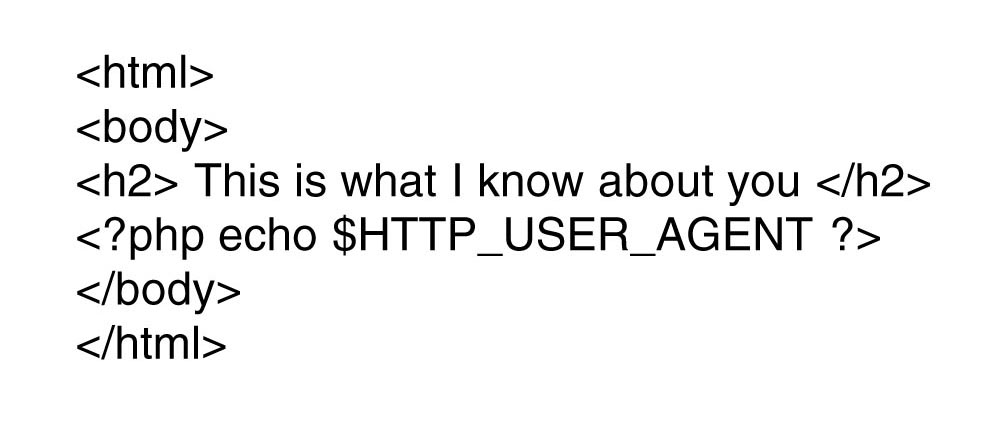 <html>
<body>
<h2> This is what I know about you </h2>
<?php echo $HTTP_USER_AGENT ?>
</body>
</html>